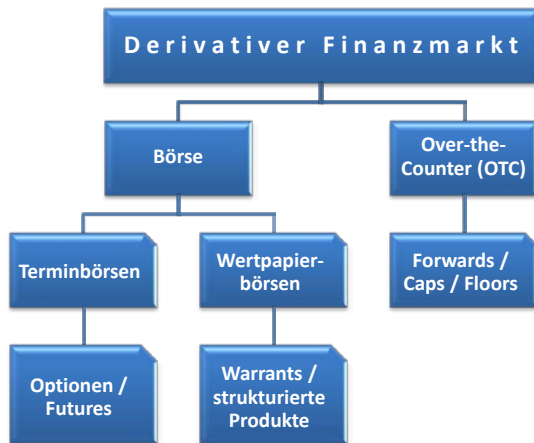 Derivativer Finanzmarkt
Börse
Over-the-
Counter (OTC)
Terminbörsen
Wertpapier-
börsen
Forwards /
Caps / Floors
Optionen /
Futures
Warrants /
strukturierte
Produkte